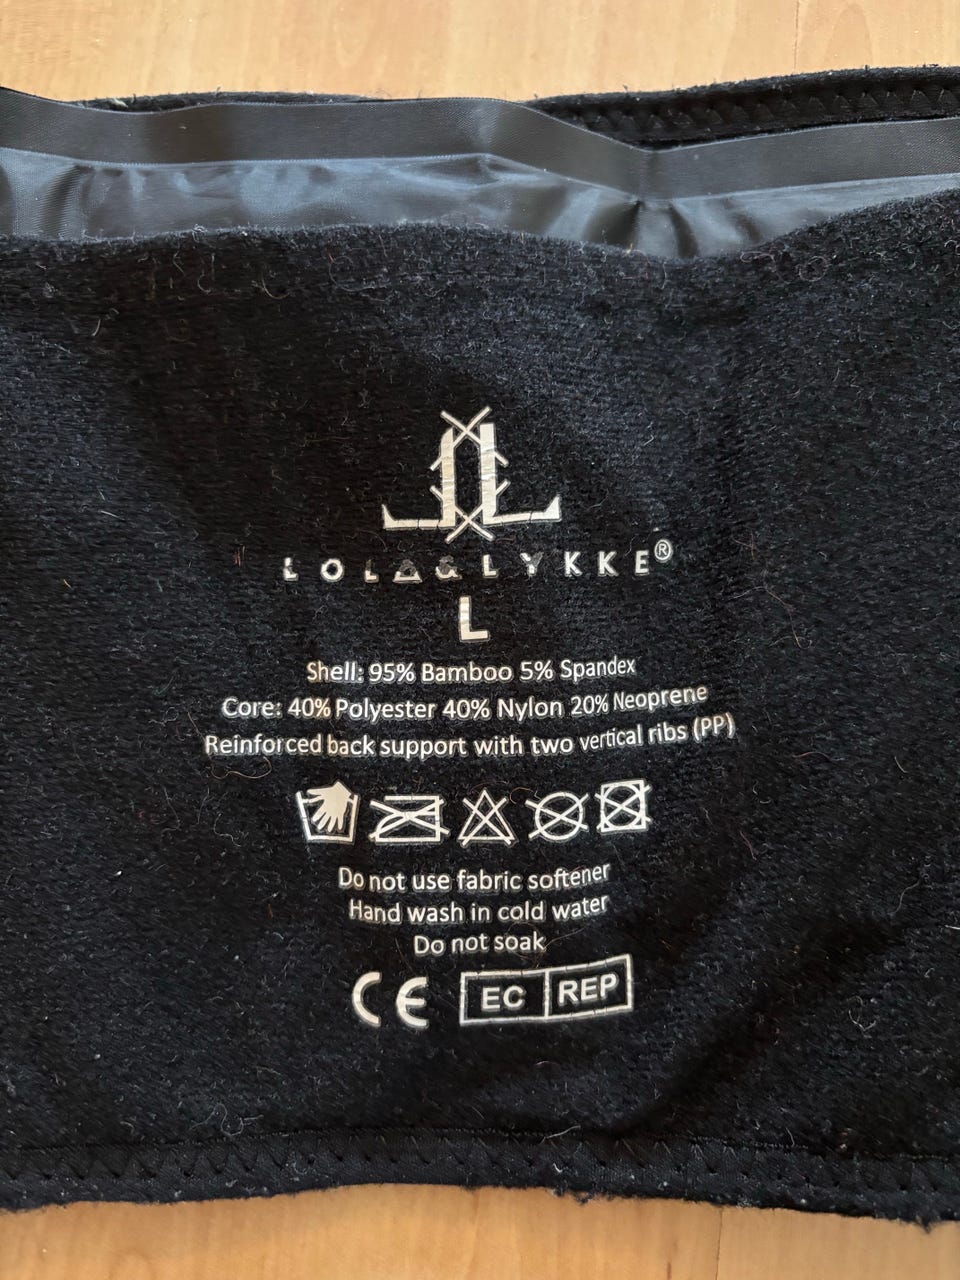 LOLA&LYKKE®
L
Shell: 95% Bamboo 5% Spandex
Core: 40% Polyester 40% Nylon 20% Neoprene
Reinforced back support with two vertical ribs (PP)
Do not use fabric softener
Hand wash in cold water
Do not soak
CE EC REP